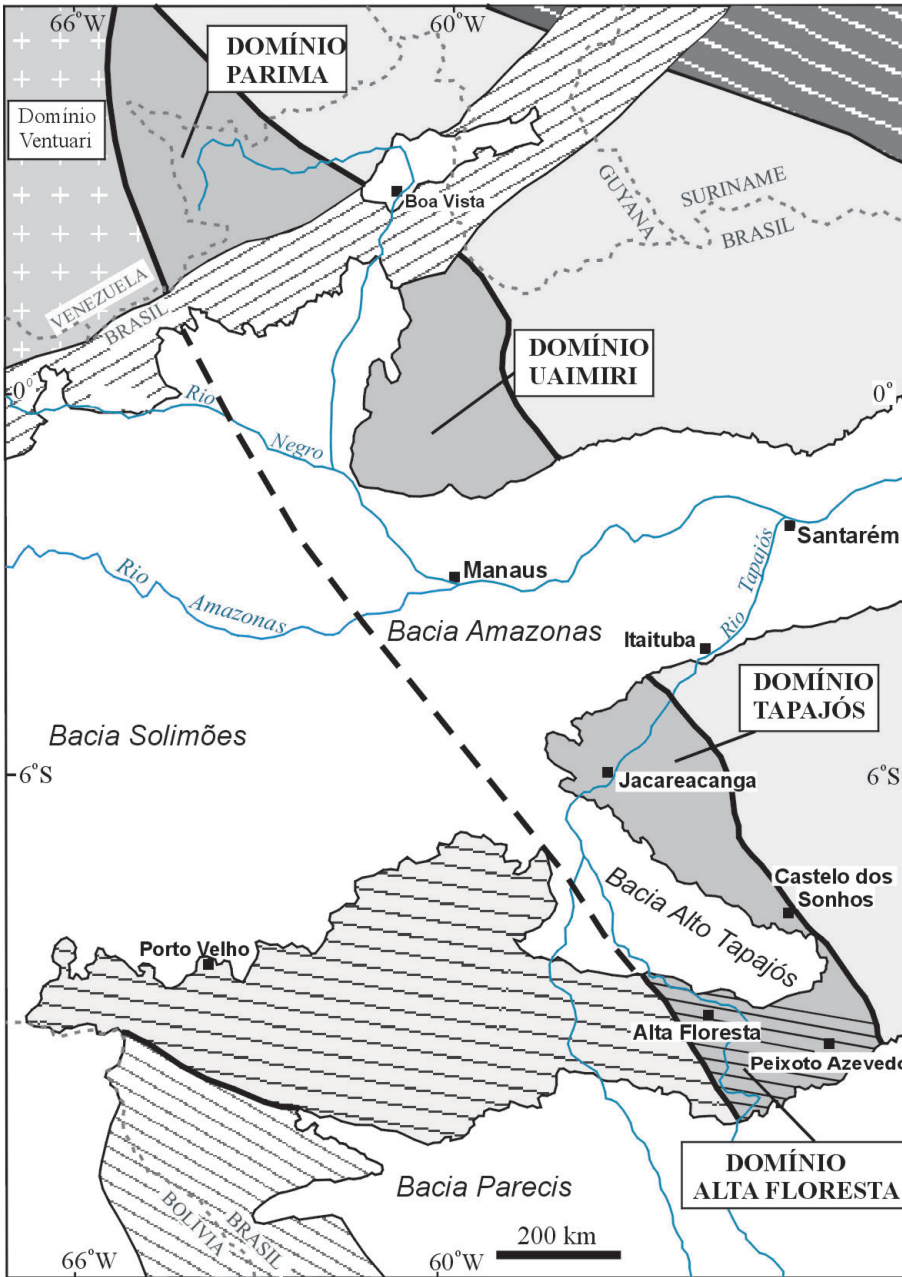 66°W
60°W
DOMÍNIO
PARIMA
Domínio
Ventuari
Boa Vista
GUYANA
SURINAME
BRASIL
VENEZUELA
BRASIL
DOMÍNIO
UAIMIRI
0°
0°
Rio
Negro
Santarém
Manaus
Rio
Amazonas
Rio Tapajós
Bacia Amazonas
Itaituba
DOMÍNIO
TAPAJÓS
Bacia Solimões
6°S
6°S
Jacareacanga
Bacia Alto Tapajós
Castelo dos
Sonhos
Porto Velho
Alta Floresta
Peixoto Azevedo
DOMÍNIO
ALTA FLORESTA
Bacia Parecis
BRASIL
BOLÍVIA
200 km
66°W
60°W